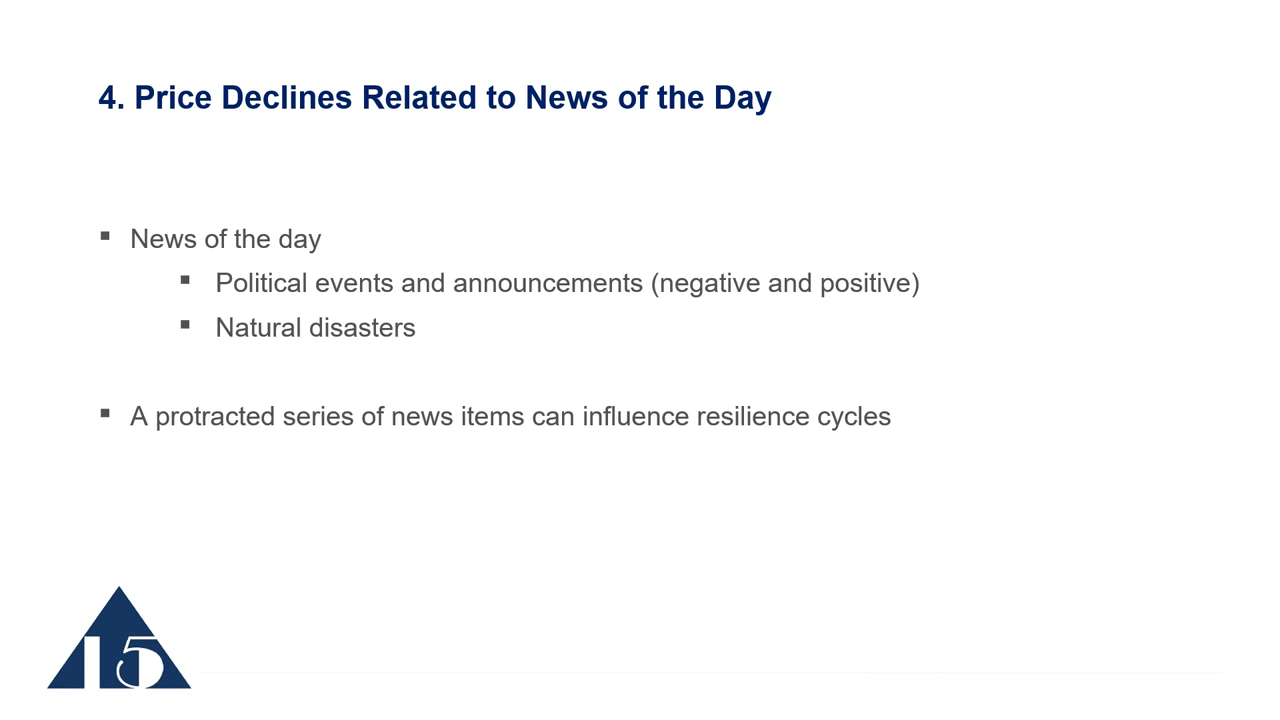 4. Price Declines Related to News of the Day
▪ News of the day
▪ Political events and announcements (negative and positive)
▪ Natural disasters
▪ A protracted series of news items can influence resilience cycles
15